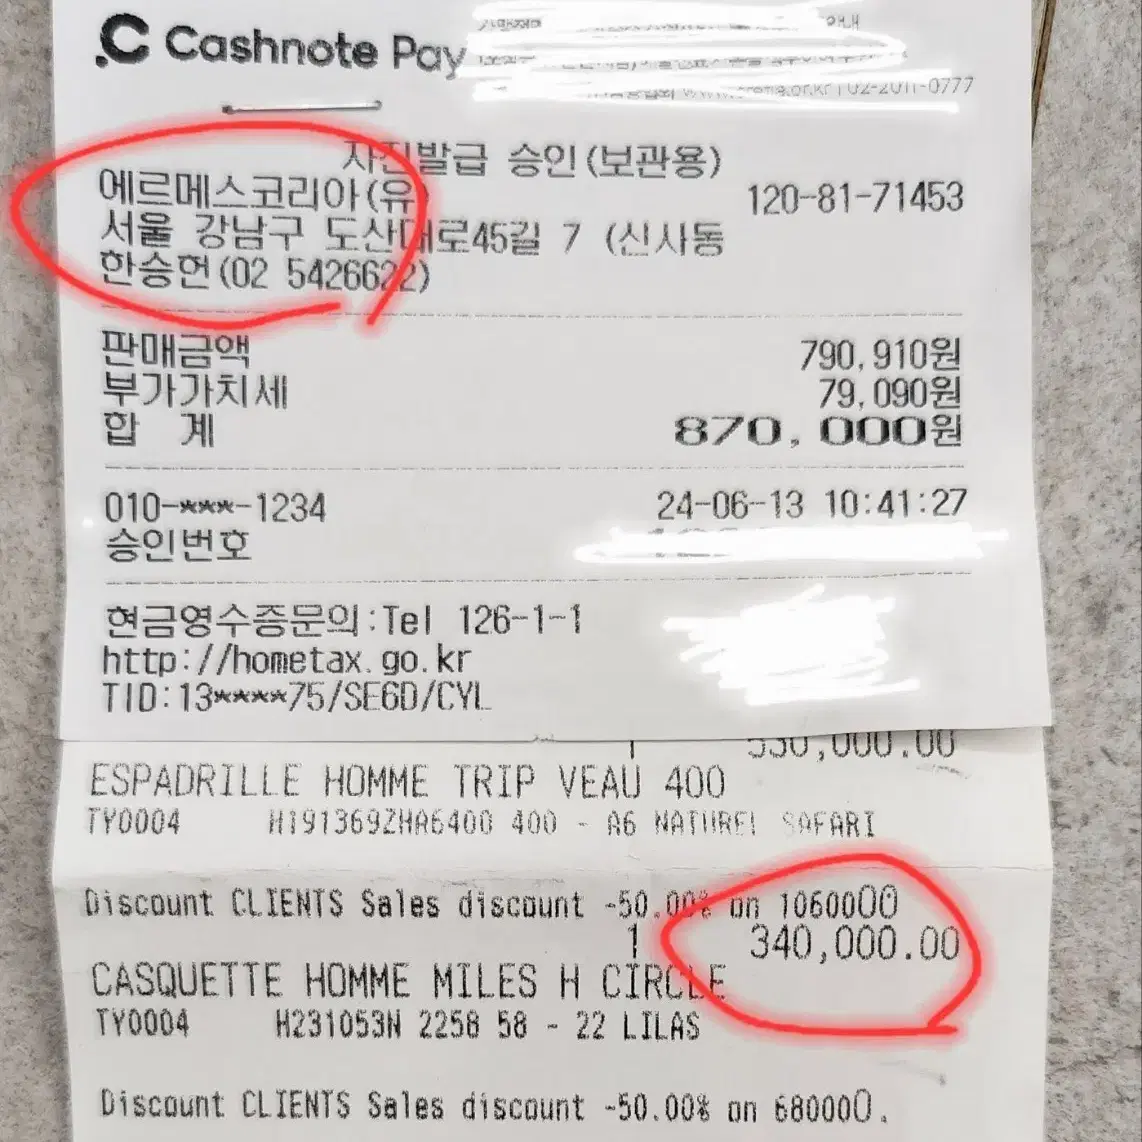 Cashnote Pay
02-2011-0777
자진발급 승인(보관용)
에르메스코리아(유) 120-81-71453
서울 강남구 도산대로45길 7 (신사동
한승헌(02 5426622)
판매금액 790,910원
부가가치세 79,090원
합 계 870,000원
010-***-1234 24-06-13 10:41:27
승인번호
현금영수증문의:Tel 126-1-1
http://hometax.go.kr
TID:13****75/SE6D/CYL
1 530,000.00
ESPADRILLE HOMME TRIP VEAU 400
TY0004 H191369ZHA6400 400 - A6 NATUREL SAFARI
Discount CLIENTS Sales discount -50.00% on 1060000
1 340,000.00
CASQUETTE HOMME MILES H CIRCLE
TY0004 H231053N 2258 58 - 22 LILAS
Discount CLIENTS Sales discount -50.00% on 680000.